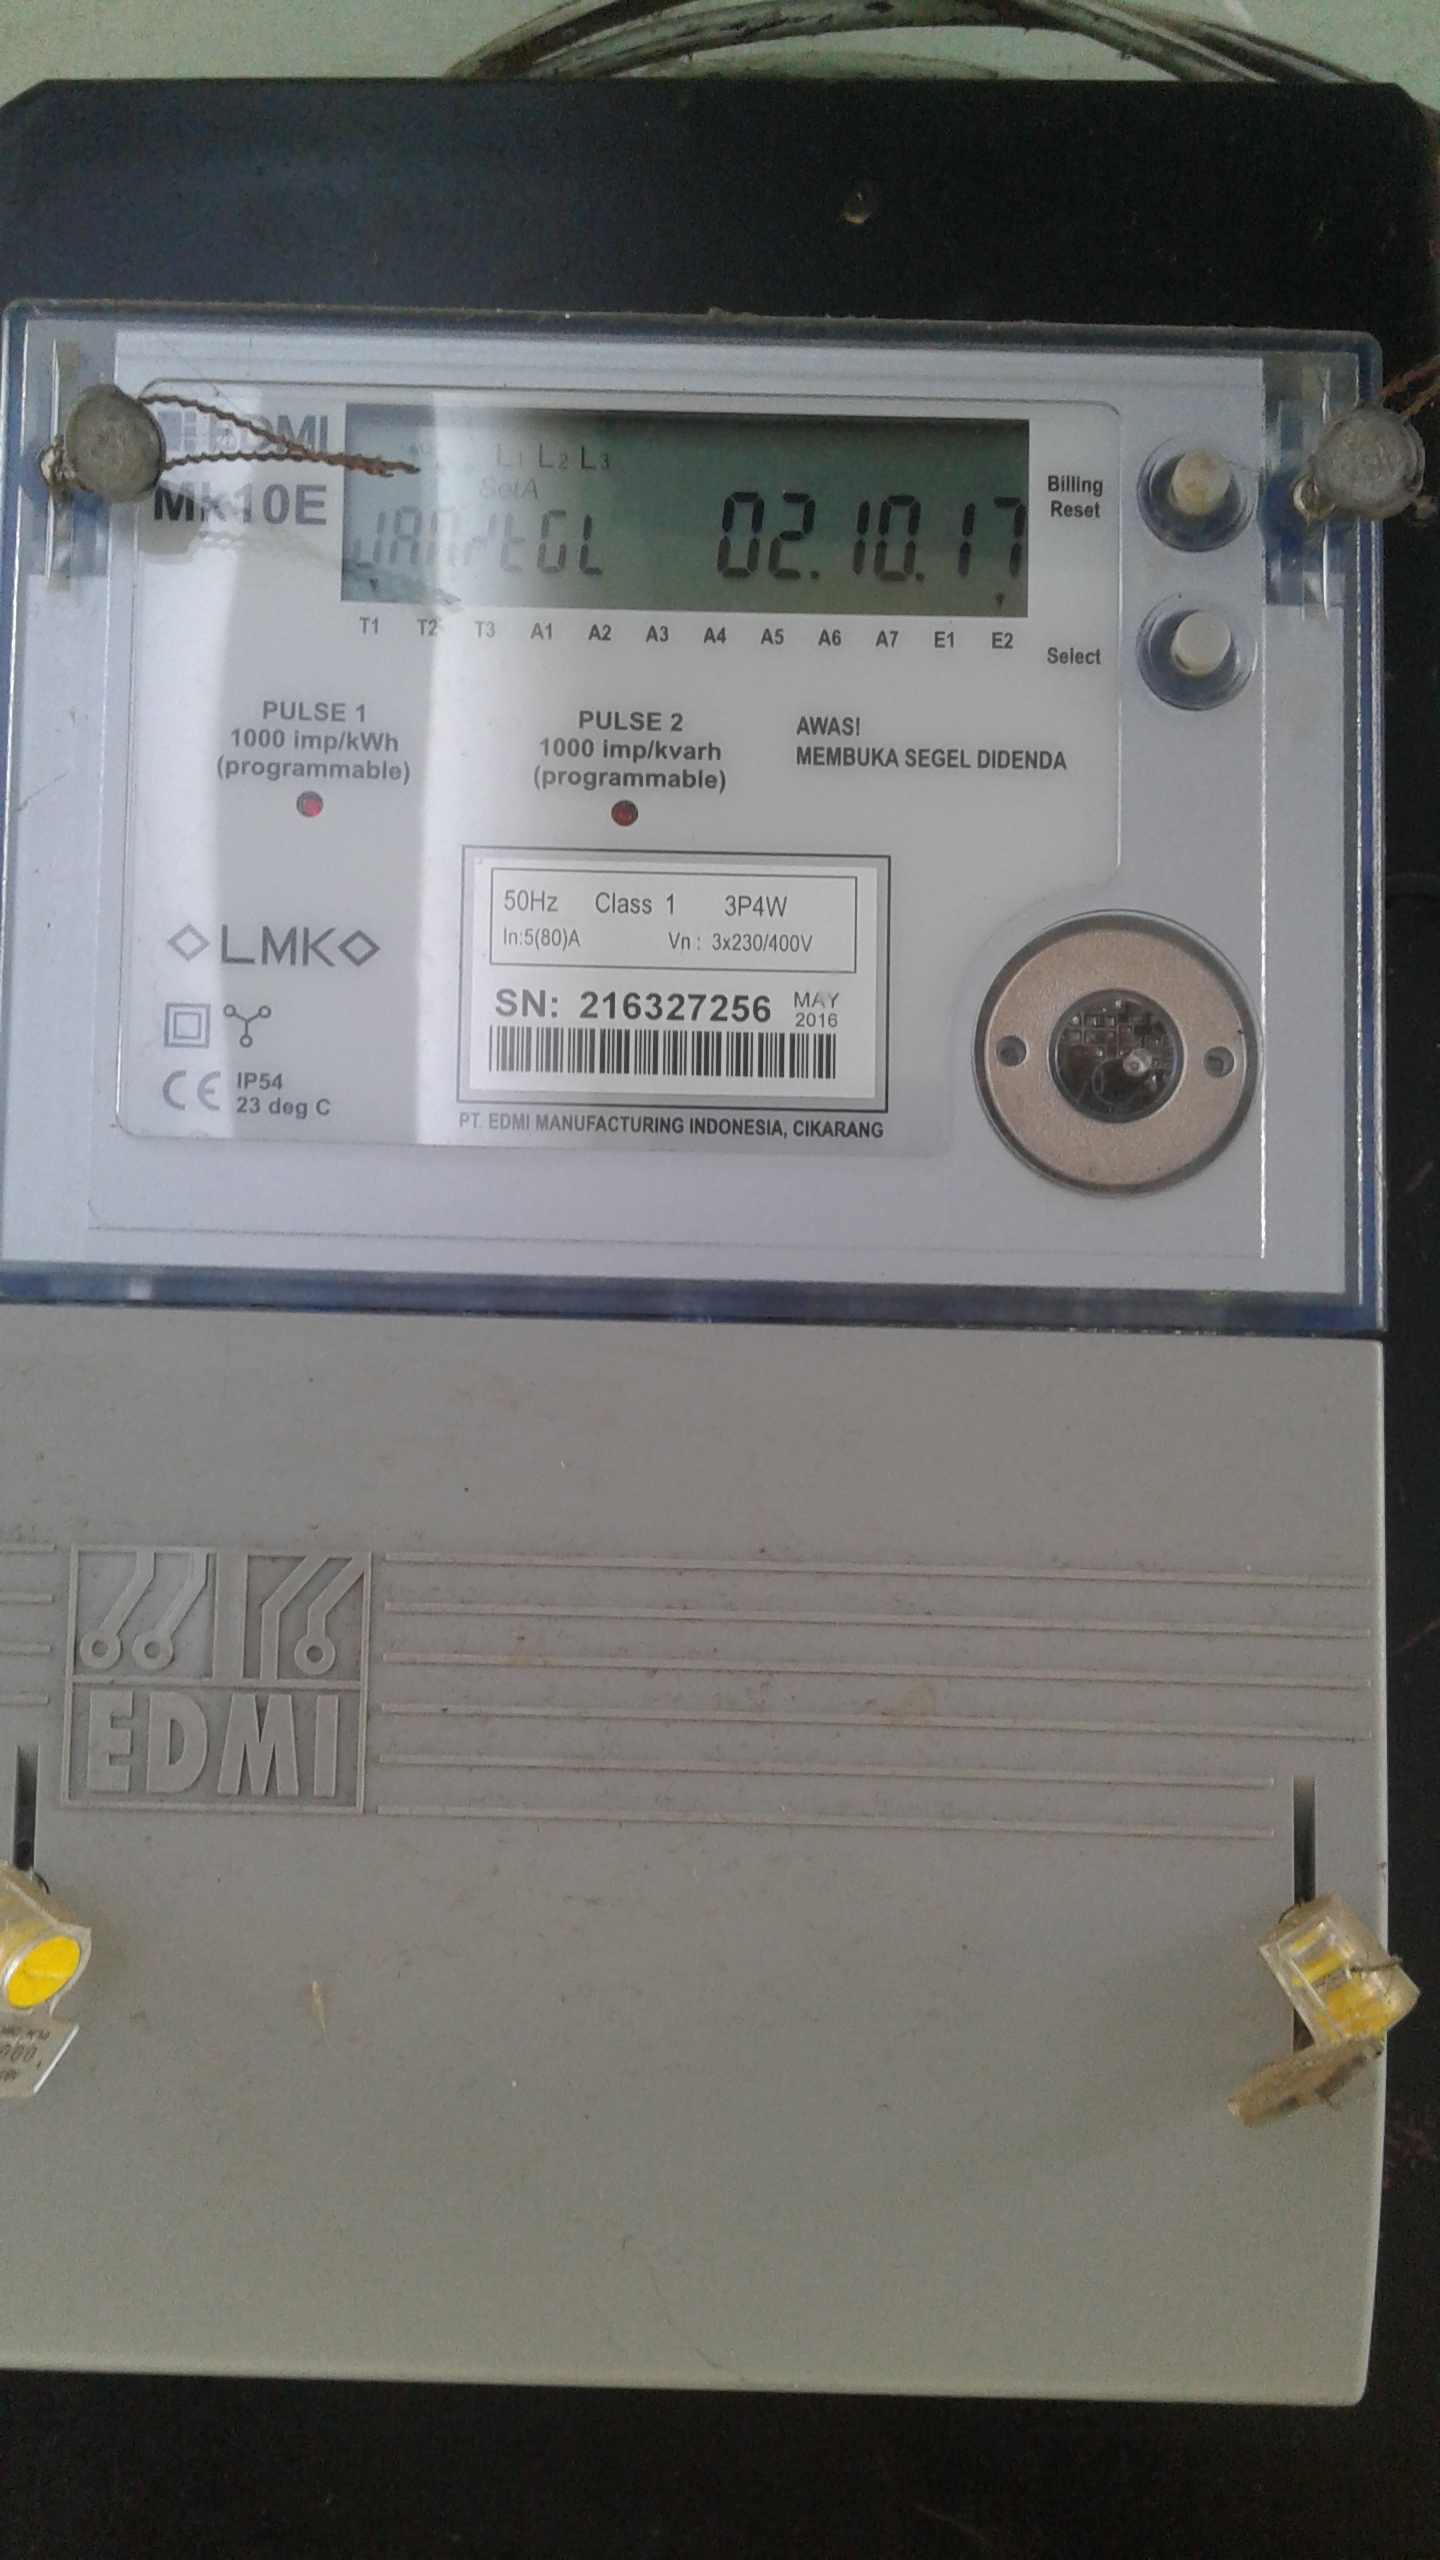 EDMI
Mk10E
L1 L2 L3
SetA
02.10.17
Billing
Reset
T1 T2 T3 A1 A2 A3 A4 A5 A6 A7 E1 E2
Select
PULSE 1
1000 imp/kWh
(programmable)
PULSE 2
1000 imp/kvarh
(programmable)
AWAS!
MEMBUKA SEGEL DIDENDA
LMK
50Hz Class 1 3P4W
In:5(80)A Vn : 3x230/400V
SN: 216327256 MAY 2016
CE IP54
23 deg C
PT. EDMI MANUFACTURING INDONESIA, CIKARANG
EDMI